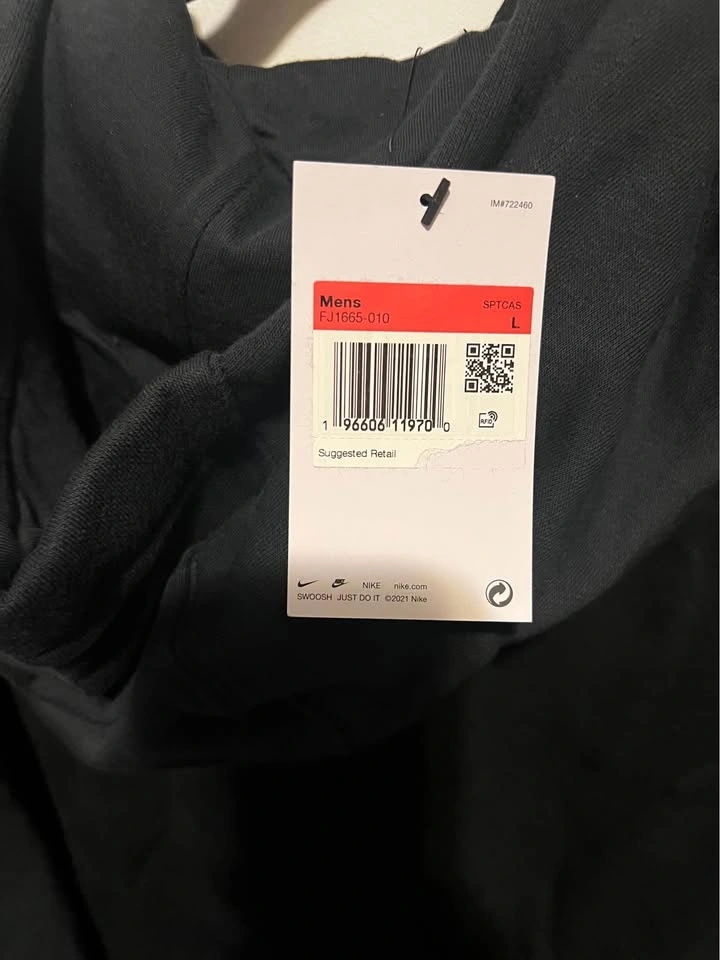 IM#722460
Mens SPTCAS
FJ1665-010 L
1 96606 11970 0
RFID
Suggested Retail
NIKE nike.com
SWOOSH JUST DO IT ©2021 Nike